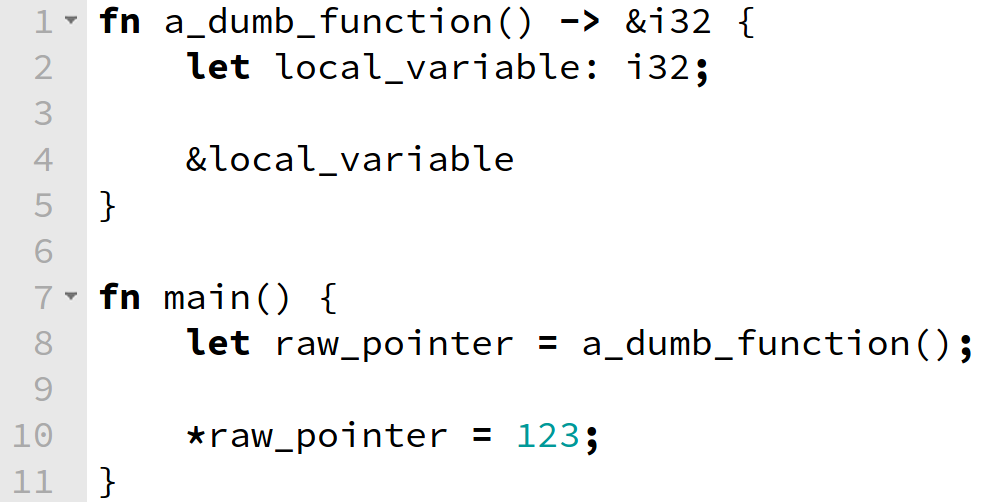 1 fn a_dumb_function() -> &i32 {
2 let local_variable: i32;
3
4 &local_variable
5 }
6
7 fn main() {
8 let raw_pointer = a_dumb_function();
9
10 *raw_pointer = 123;
11 }